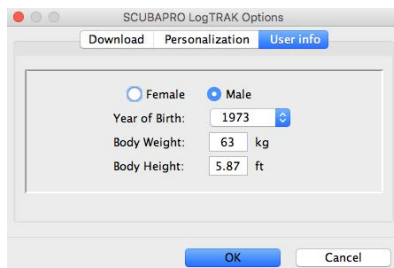 SCUBAPRO LogTRAK Options
Download Personalization User info
Female Male
Year of Birth: 1973
Body Weight: 63 kg
Body Height: 5.87 ft
OK Cancel